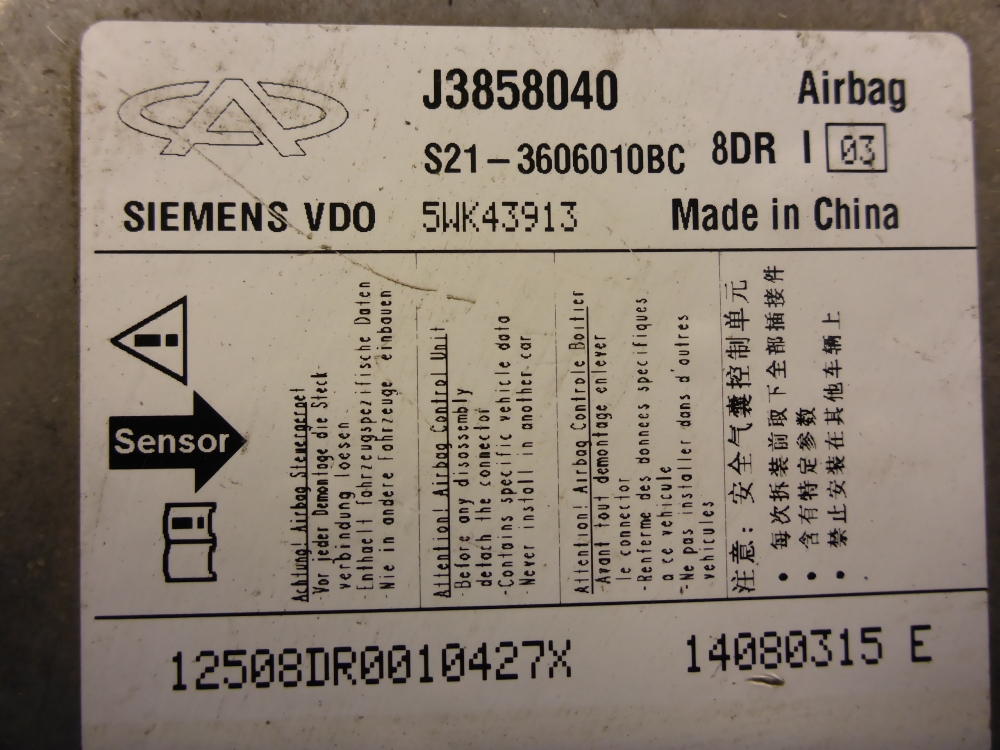 J3858040
Airbag
S21-3606010BC 8DR I 03
SIEMENS VDO 5WK43913 Made in China
Sensor
Achtung! Airbag Steuergeraet
-Vor jeder Demontage die Steck-
verbindung loesen
-Enthaelt fahrzeugspezifische Daten
-Nie in andere Fahrzeuge einbauen
Attention! Airbag Control Unit
-Before any disassembly
detach the connector
-Contains specific vehicle data
-Never install in another car
Attention! Airbag Controle Boitier
-Avant tout demontage enlever
le connector
-Renferme des donnees specifiques
a ce vehicule
-Ne pas installer dans d'autres
vehicules
注意：安全气囊控制单元
• 每次拆装前取下全部插接件
• 含有特定参数
• 禁止安装在其他车辆上
12508DR0010427X 14080315 E